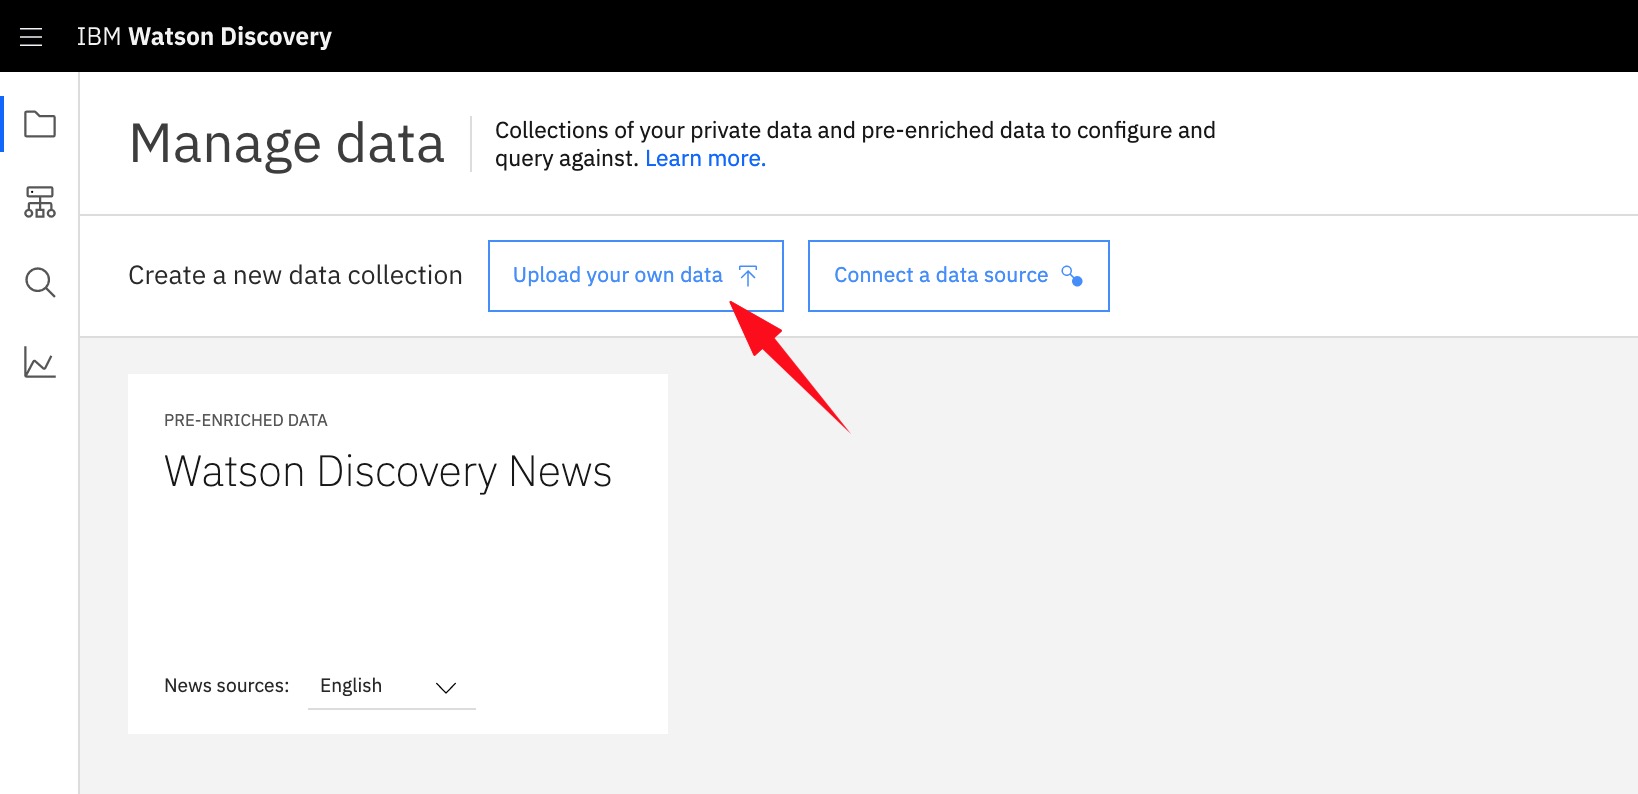 IBM Watson Discovery
Manage data
Collections of your private data and pre-enriched data to configure and
query against. Learn more.
Create a new data collection
Upload your own data
Connect a data source
PRE-ENRICHED DATA
Watson Discovery News
News sources:
English